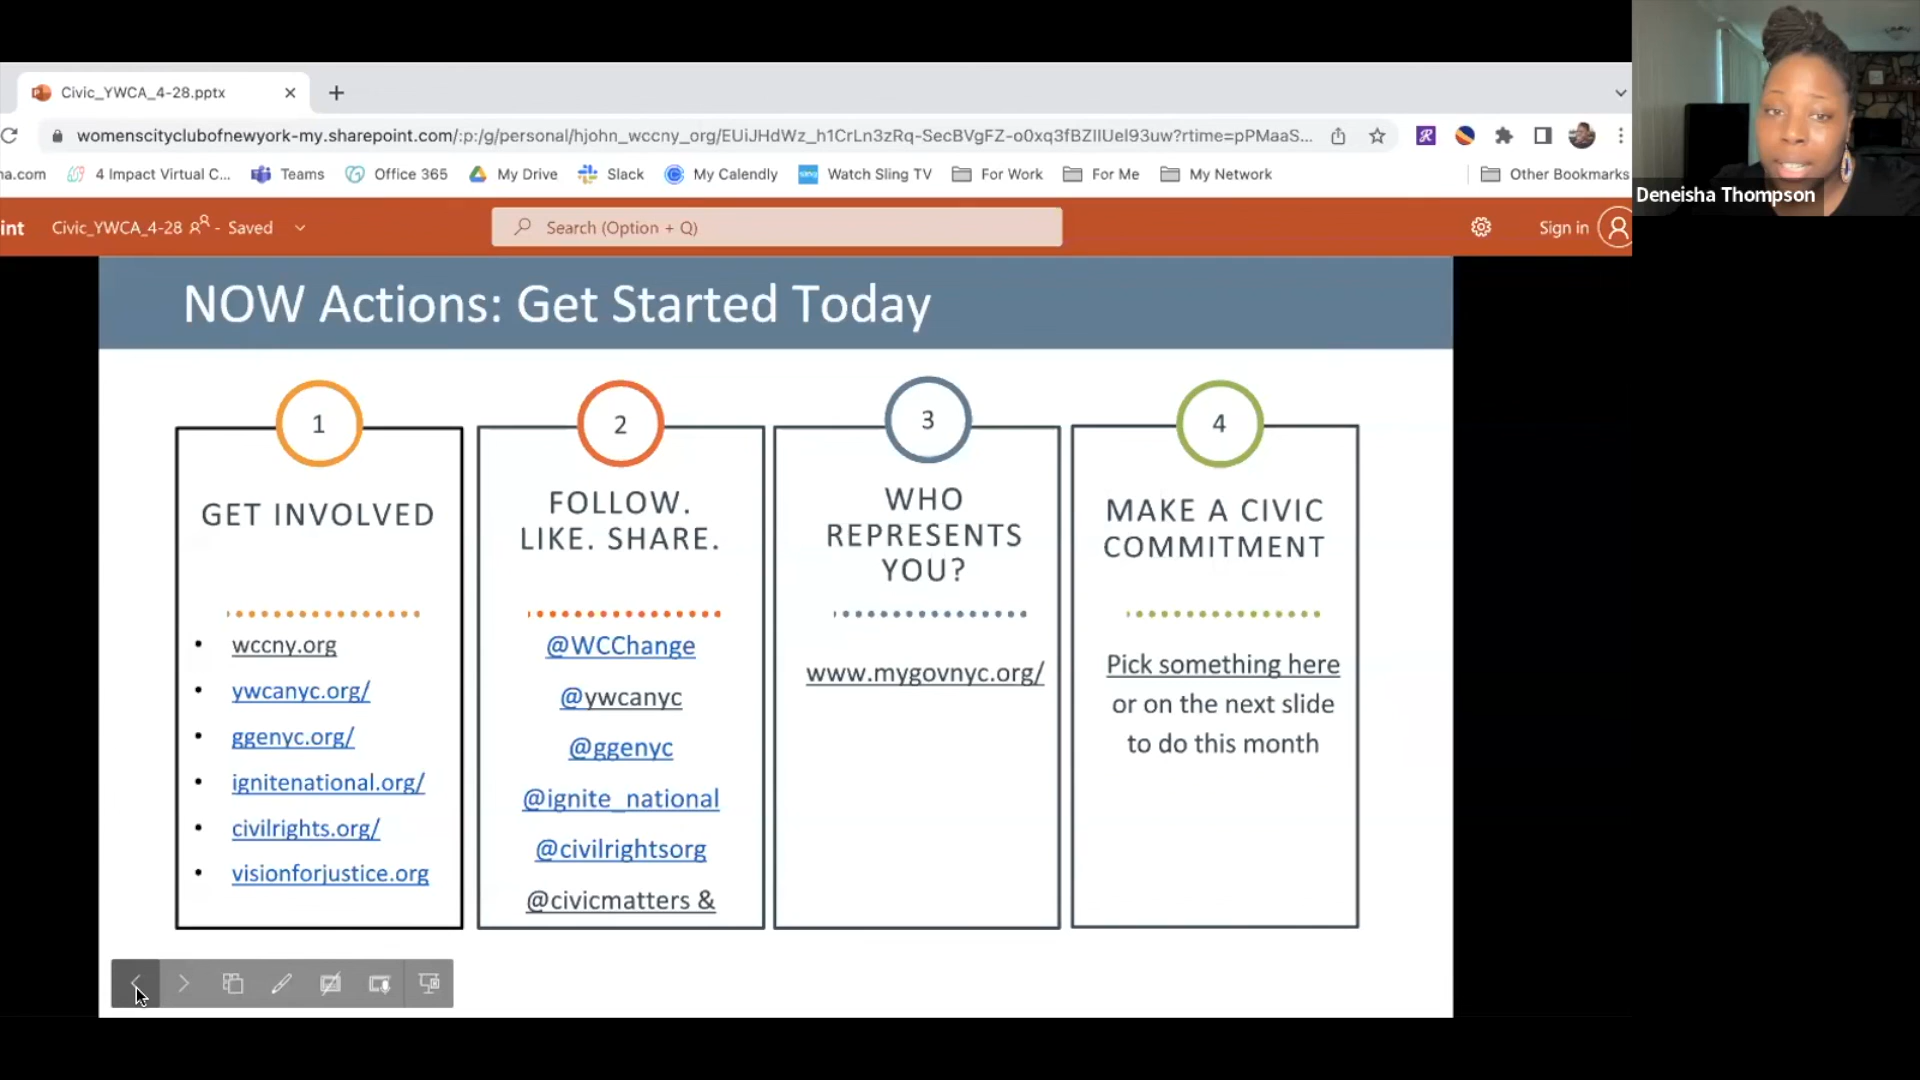 Civic_YWCA_4-28.pptx
womenscityclubofnewyork-my.sharepoint.com/:p:/g/personal/hjohn_wccny_org/EUiJHdWz_h1CrLn3zRq-SecBVgFZ-o0xq3fBZIIUel93uw?rtime=pPMaaS...
na.com 4 Impact Virtual C... Teams Office 365 My Drive Slack My Calendly Watch Sling TV For Work For Me My Network Other Bookmarks
Deneisha Thompson
int Civic_YWCA_4-28 - Saved Search (Option + Q) Sign in
NOW Actions: Get Started Today
1
GET INVOLVED
• wccny.org
• ywcanyc.org/
• ggenyc.org/
• ignitenational.org/
• civilrights.org/
• visionforjustice.org
2
FOLLOW.
LIKE. SHARE.
@WCChange
@ywcanyc
@ggenyc
@ignite_national
@civilrightsorg
@civicmatters &
3
WHO
REPRESENTS
YOU?
www.mygovnyc.org/
4
MAKE A CIVIC
COMMITMENT
Pick something here
or on the next slide
to do this month